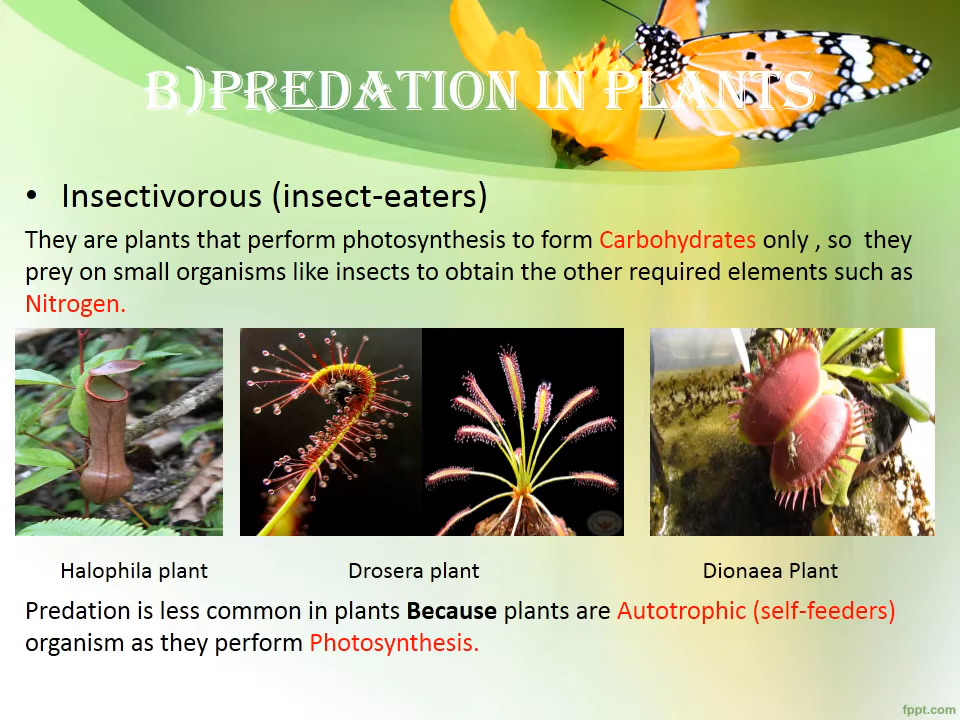 B)PREDATION IN PLANTS
• Insectivorous (insect-eaters)
They are plants that perform photosynthesis to form Carbohydrates only , so they
prey on small organisms like insects to obtain the other required elements such as
Nitrogen.
Halophila plant
Drosera plant
Dionaea Plant
Predation is less common in plants Because plants are Autotrophic (self-feeders)
organism as they perform Photosynthesis.
fppt.com